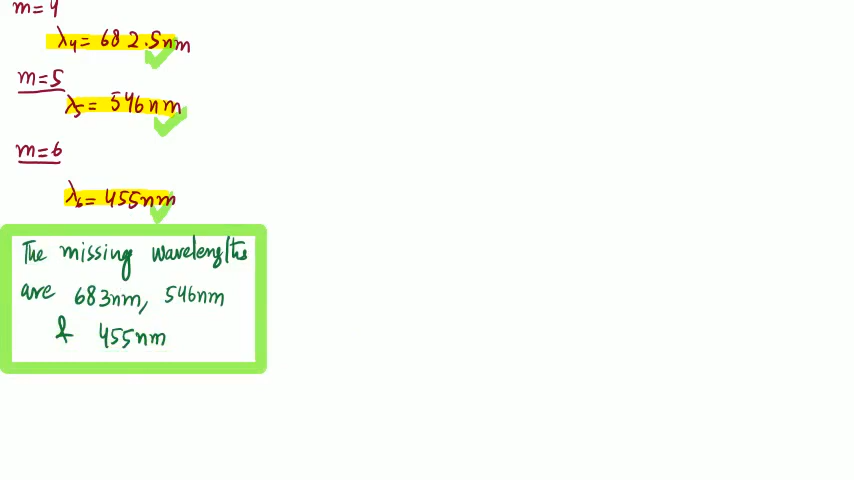 m=4
λ4= 682.5nm
m=5
λ5= 546nm
m=6
λ6=455nm
The missing wavelengths
are 683nm, 546nm
& 455nm